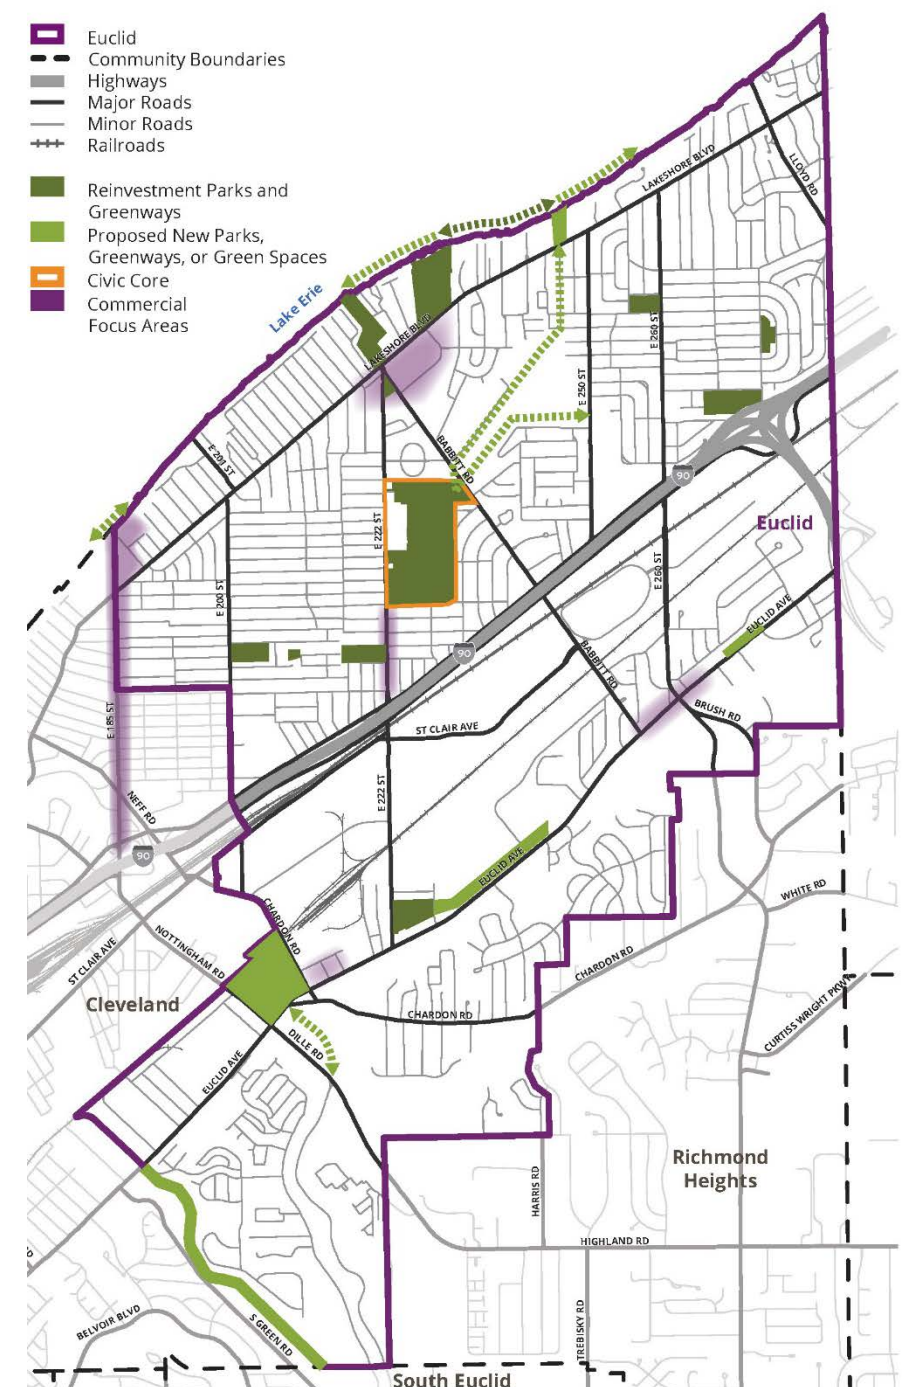 Euclid
Community Boundaries
Highways
Major Roads
Minor Roads
Railroads
Reinvestment Parks and
Greenways
Proposed New Parks,
Greenways, or Green Spaces
Civic Core
Commercial
Focus Areas
Lake Erie
LAKESHORE BLVD
LLOYD RD
LAKESHORE BLVD
E 260 ST
E 250 ST
E 201 ST
BABBITT RD
90
E 222 ST
Euclid
E 260 ST
E 200 ST
EUCLID AVE
90
BABBITT RD
E 185 ST
BRUSH RD
ST CLAIR AVE
E 222 ST
NEFF RD
90
EUCLID AVE
WHITE RD
CHARDON RD
NOTTINGHAM RD
ST CLAIR AVE
CHARDON RD
Cleveland
CHARDON RD
CURTISS WRIGHT PKWY
DILLE RD
EUCLID AVE
Richmond
Heights
HARRIS RD
HIGHLAND RD
BELVOIR BLVD
S GREEN RD
TREBISKY RD
South Euclid